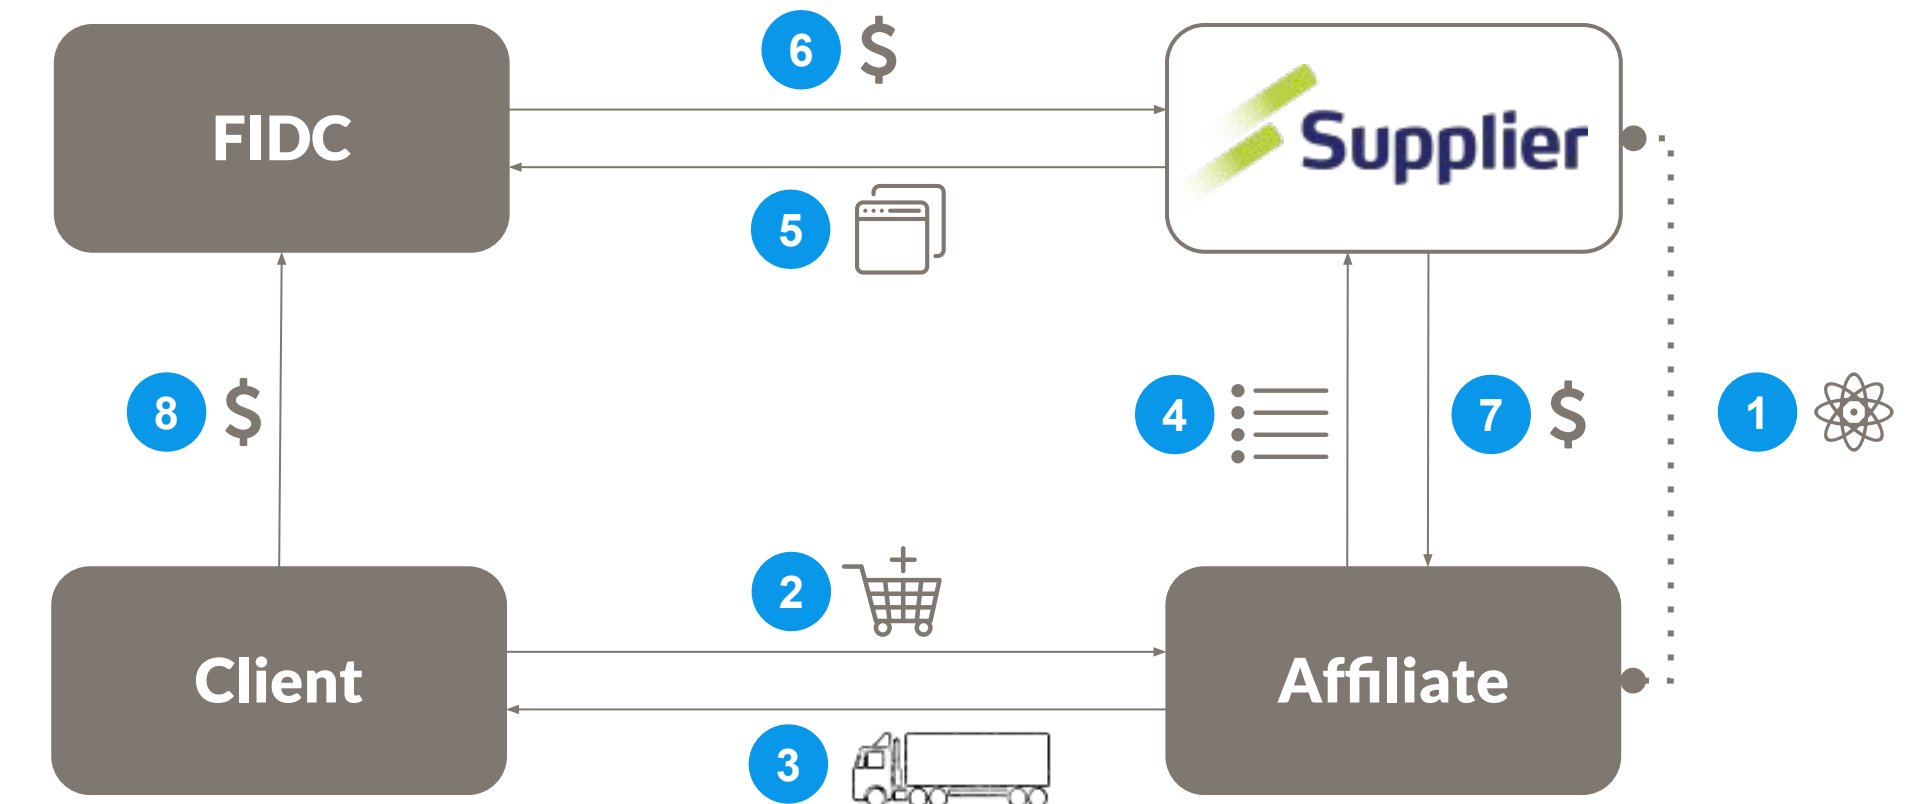 6 $
FIDC
Supplier
5
8 $
4
7 $
1
2
Client
Affiliate
3